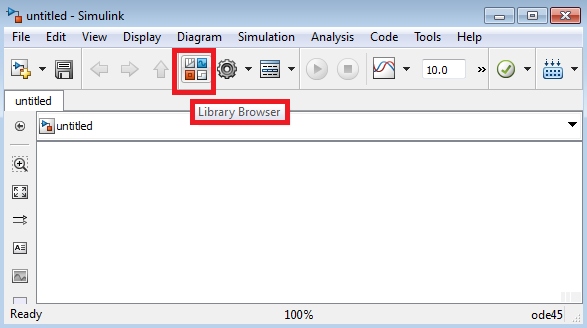 untitled - Simulink
File Edit View Display Diagram Simulation Analysis Code Tools Help
10.0 »
untitled
Library Browser
untitled
A
Ready 100% ode45